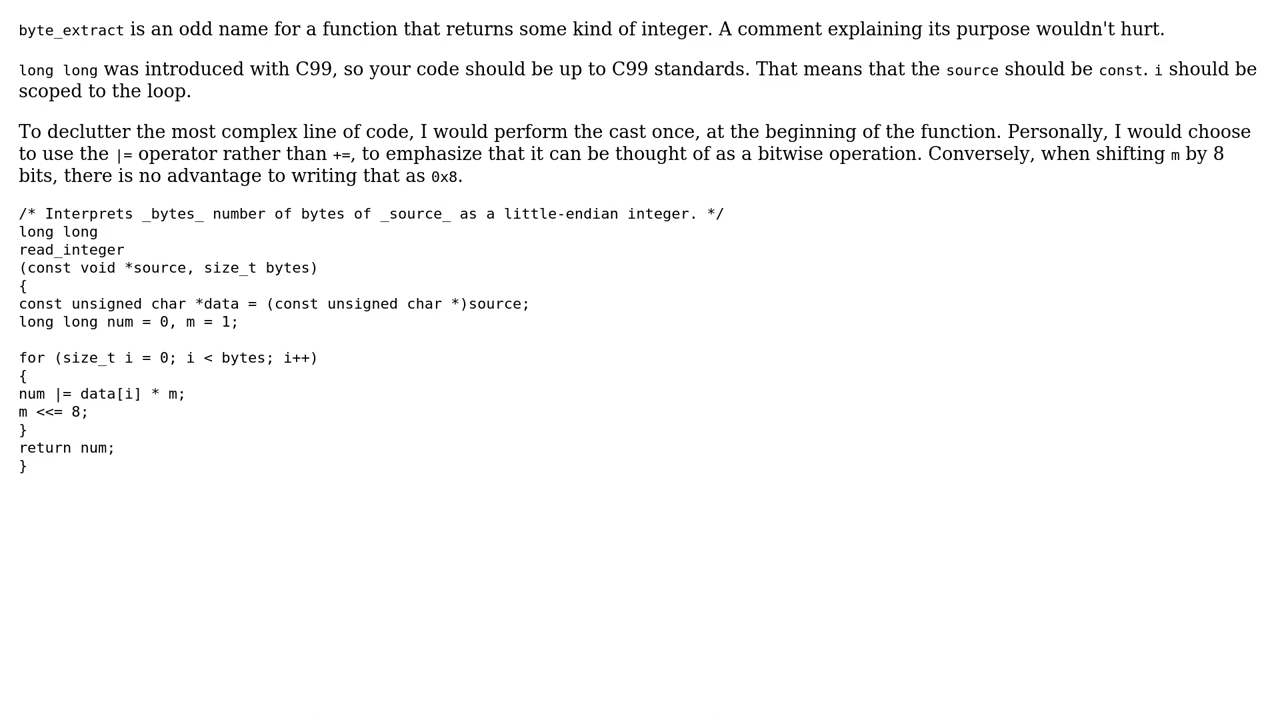 byte_extract is an odd name for a function that returns some kind of integer. A comment explaining its purpose wouldn't hurt.
long long was introduced with C99, so your code should be up to C99 standards. That means that the source should be const. i should be
scoped to the loop.
To declutter the most complex line of code, I would perform the cast once, at the beginning of the function. Personally, I would choose
to use the |= operator rather than +=, to emphasize that it can be thought of as a bitwise operation. Conversely, when shifting m by 8
bits, there is no advantage to writing that as 0x8.
/* Interprets _bytes_ number of bytes of _source_ as a little-endian integer. */
long long
read_integer
(const void *source, size_t bytes)
{
const unsigned char *data = (const unsigned char *)source;
long long num = 0, m = 1;
for (size_t i = 0; i < bytes; i++)
{
num |= data[i] * m;
m <<= 8;
}
return num;
}